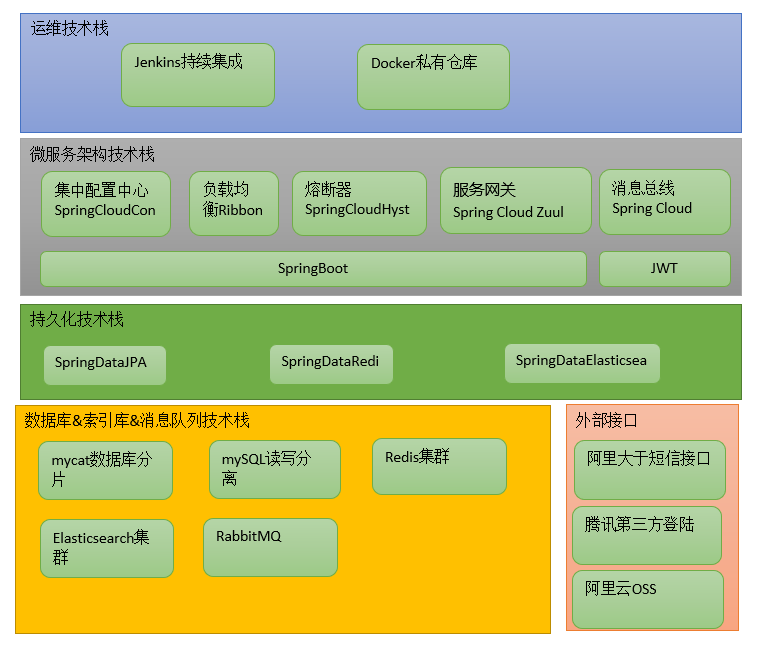 运维技术栈
Jenkins持续集成
Docker私有仓库
微服务架构技术栈
集中配置中心
SpringCloudCon
负载均
衡Ribbon
熔断器
SpringCloudHyst
服务网关
Spring Cloud Zuul
消息总线
Spring Cloud
SpringBoot
JWT
持久化技术栈
SpringDataJPA
SpringDataRedi
SpringDataElasticsea
数据库&索引库&消息队列技术栈
mycat数据库分
片
mySQL读写分
离
Redis集群
Elasticsearch集
群
RabbitMQ
外部接口
阿里大于短信接口
腾讯第三方登陆
阿里云OSS